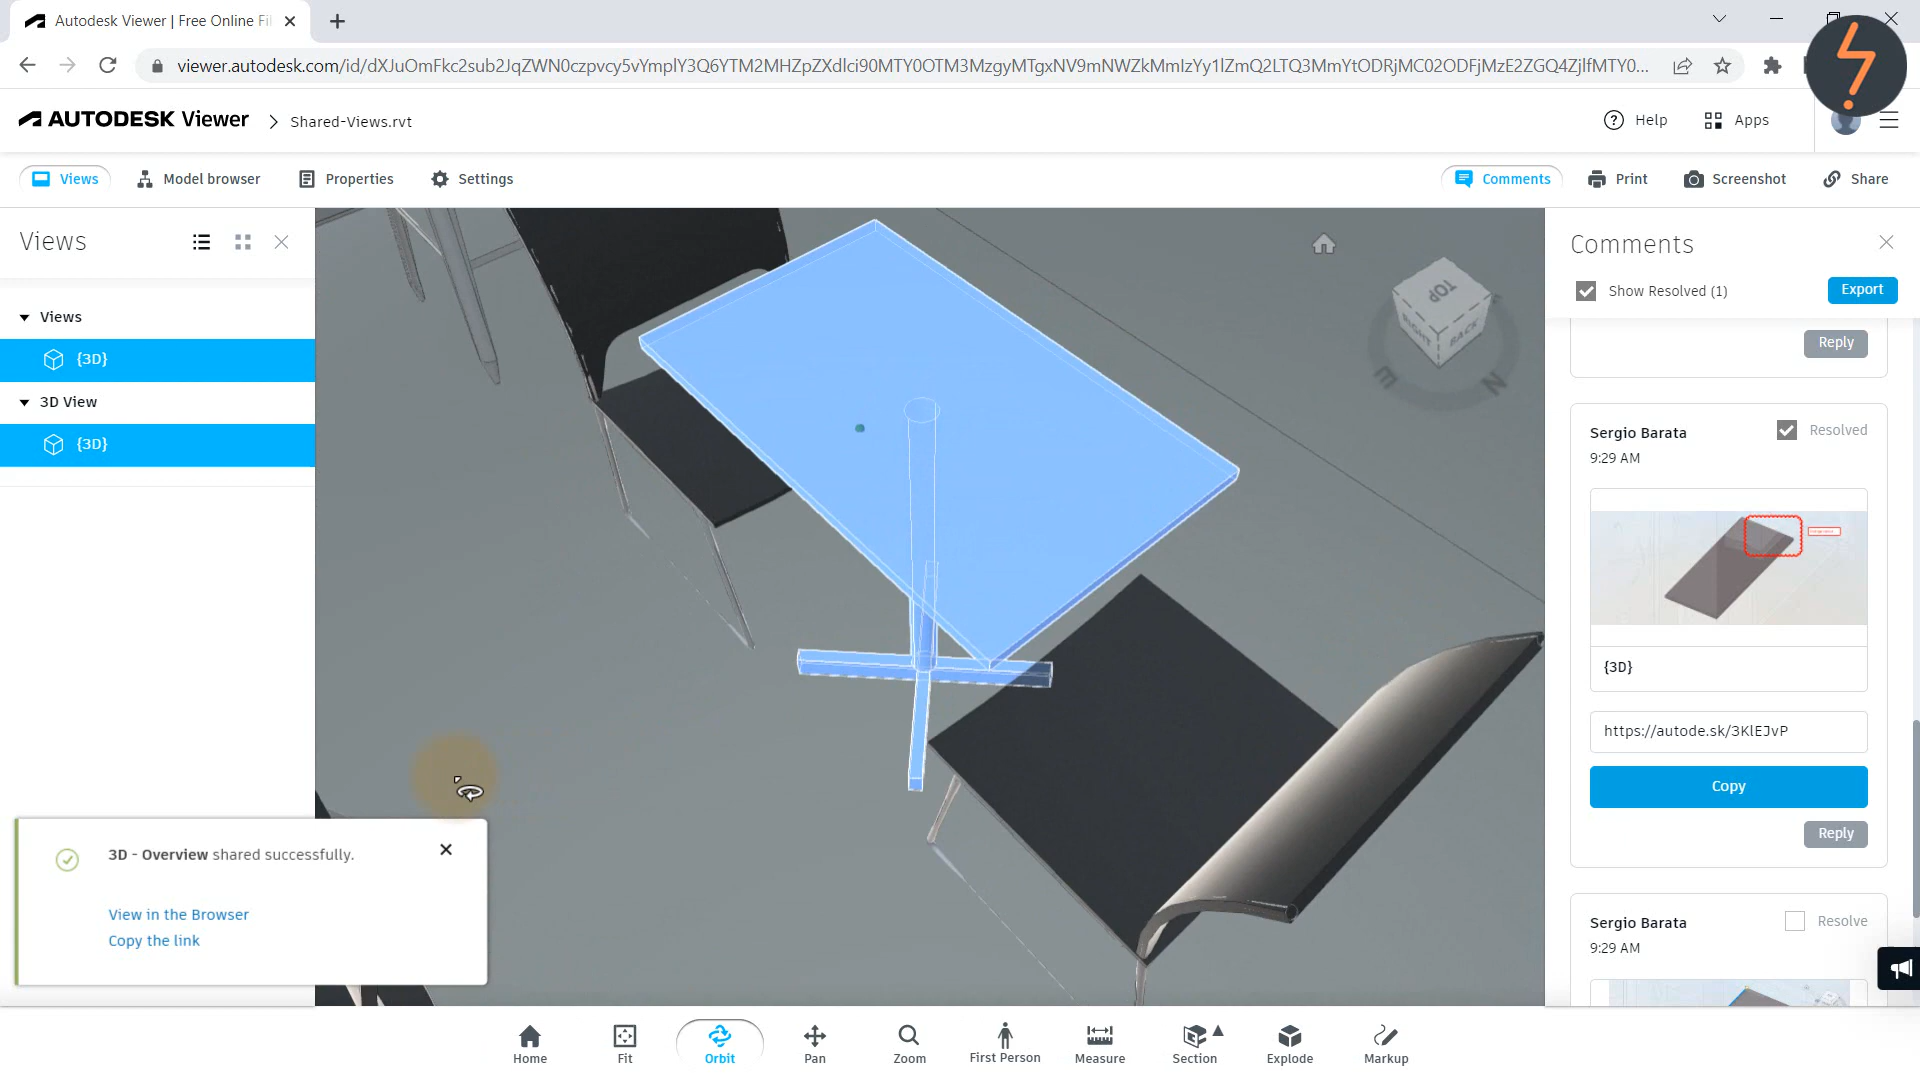 Autodesk Viewer | Free Online Fil
viewer.autodesk.com/id/
AUTODESK Viewer
Shared-Views.rvt
Help
Apps
Views
Model browser
Properties
Settings
Comments
Print
Screenshot
Share
Views
Views
{3D}
3D View
{3D}
TOP
RIGHT
BACK
E
N
Comments
Show Resolved (1)
Export
Reply
Sergio Barata
Resolved
9:29 AM
{3D}
https://autode.sk/3KlEJvP
Copy
Reply
Sergio Barata
Resolve
9:29 AM
3D - Overview shared successfully.
View in the Browser
Copy the link
Home
Fit
Orbit
Pan
Zoom
First Person
Measure
Section
Explode
Markup